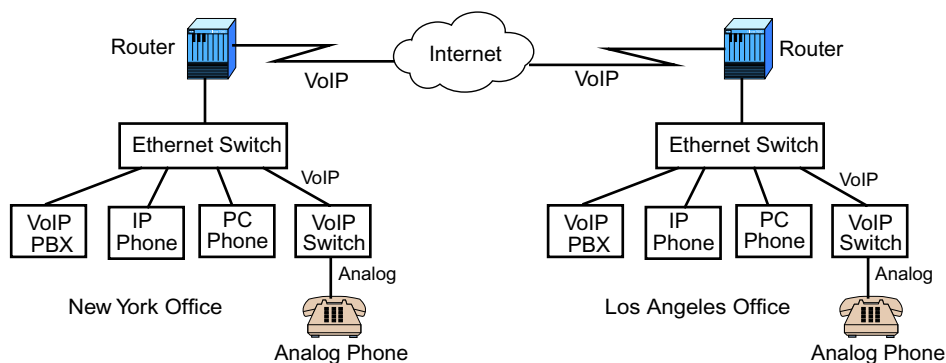 Router
Internet
Router
VoIP
VoIP
Ethernet Switch
Ethernet Switch
VoIP
VoIP
VoIP
PBX
IP
Phone
PC
Phone
VoIP
Switch
VoIP
PBX
IP
Phone
PC
Phone
VoIP
Switch
Analog
Analog
New York Office
Los Angeles Office
Analog Phone
Analog Phone